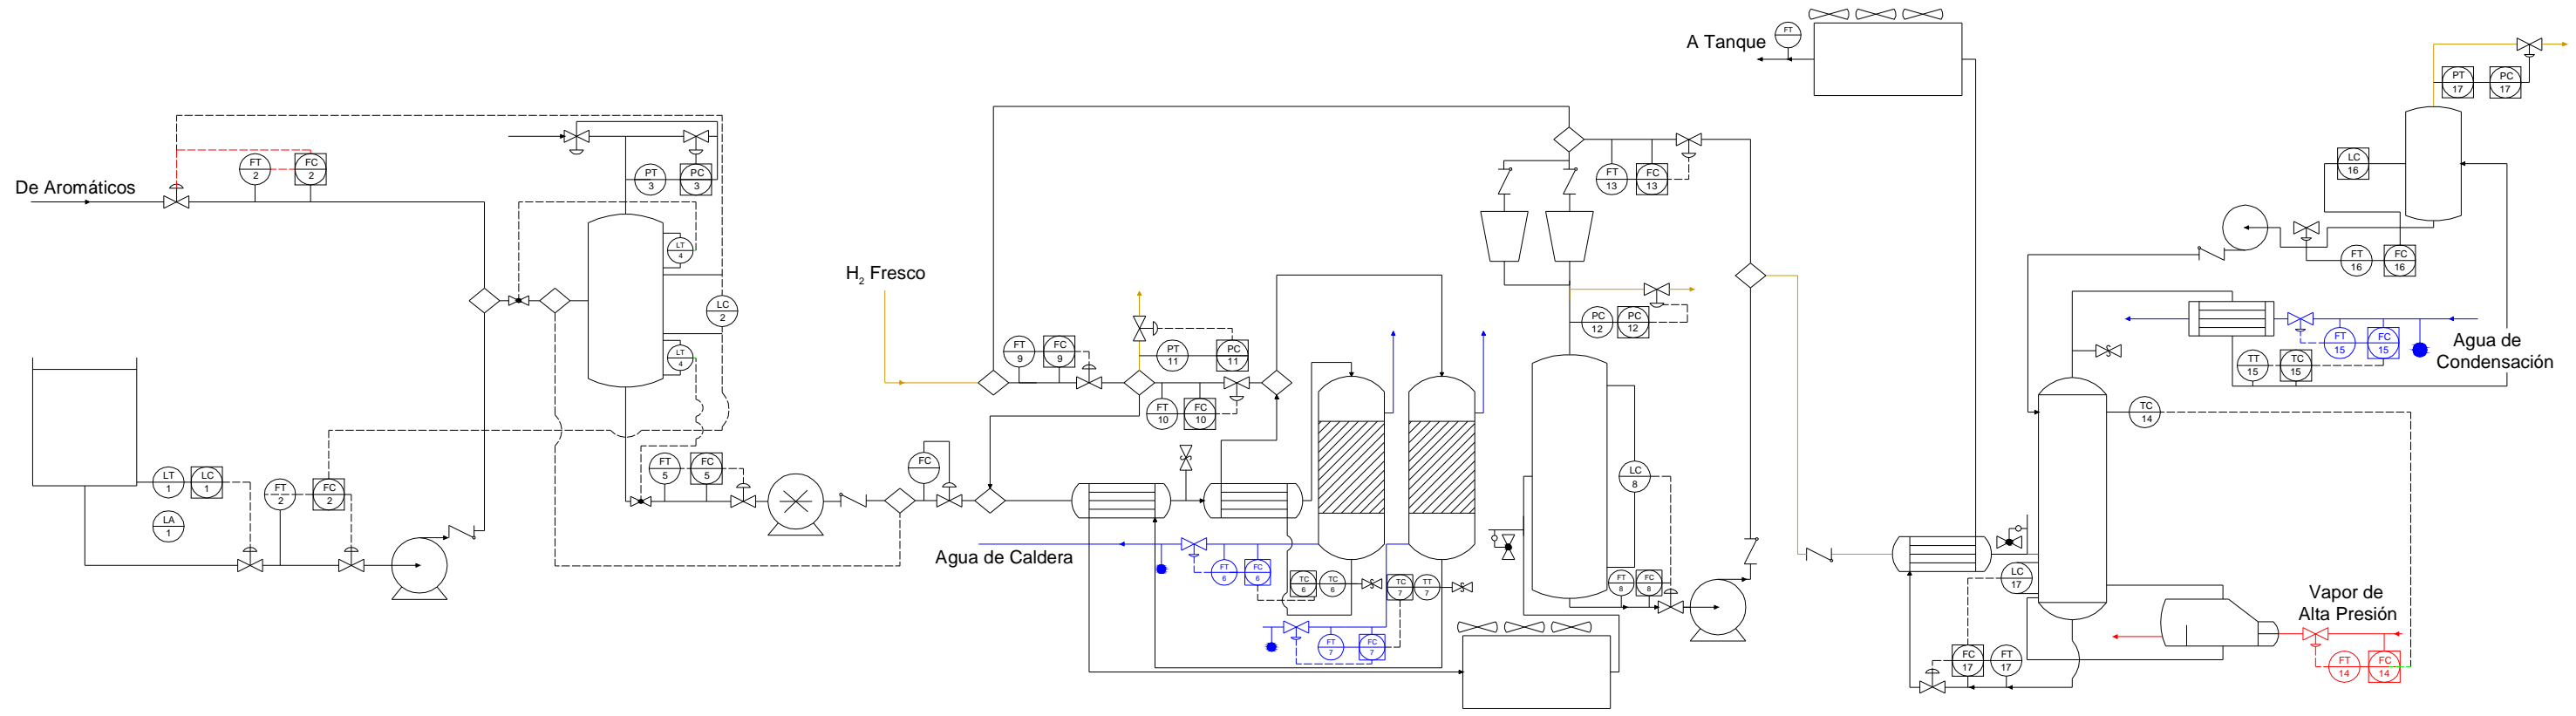 De Aromáticos
FT
2
FC
2
PT
3
PC
3
LT
4
LC
2
LT
4
LT
1
LC
1
LA
1
FT
2
FC
2
FT
5
FC
5
FC
H2 Fresco
FT
9
FC
9
PT
11
PC
11
FT
10
FC
10
Agua de Caldera
FT
6
FC
6
TC
6
TC
6
TC
7
TT
7
FT
7
FC
7
FT
13
FC
13
PC
12
PC
12
LC
8
FT
8
FC
8
A Tanque
FT
PT
17
PC
17
LC
16
FT
16
FC
16
FT
15
FC
15
Agua de
Condensación
TT
15
TC
15
TC
14
LC
17
FC
17
FT
17
Vapor de
Alta Presión
FT
14
FC
14